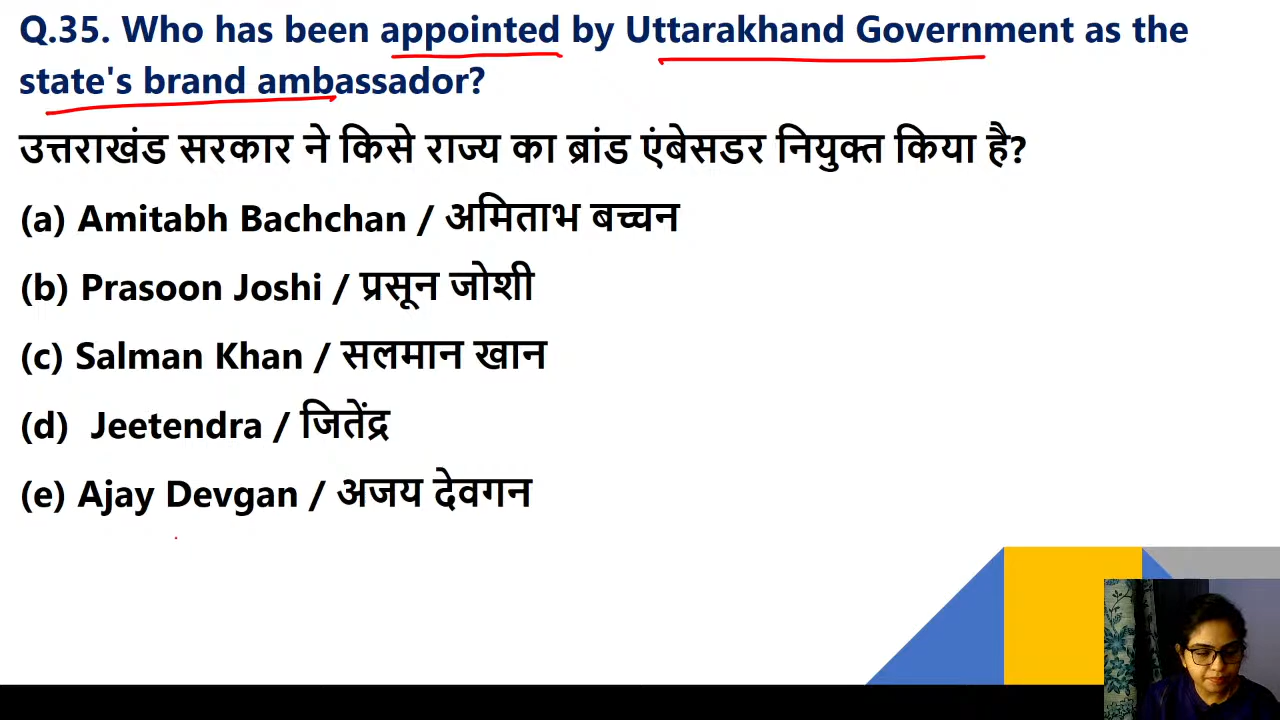 Q.35. Who has been appointed by Uttarakhand Government as the
state's brand ambassador?
उत्तराखंड सरकार ने किसे राज्य का ब्रांड एंबेसडर नियुक्त किया है?
(a) Amitabh Bachchan / अमिताभ बच्चन
(b) Prasoon Joshi / प्रसून जोशी
(c) Salman Khan / सलमान खान
(d) Jeetendra / जितेंद्र
(e) Ajay Devgan / अजय देवगन